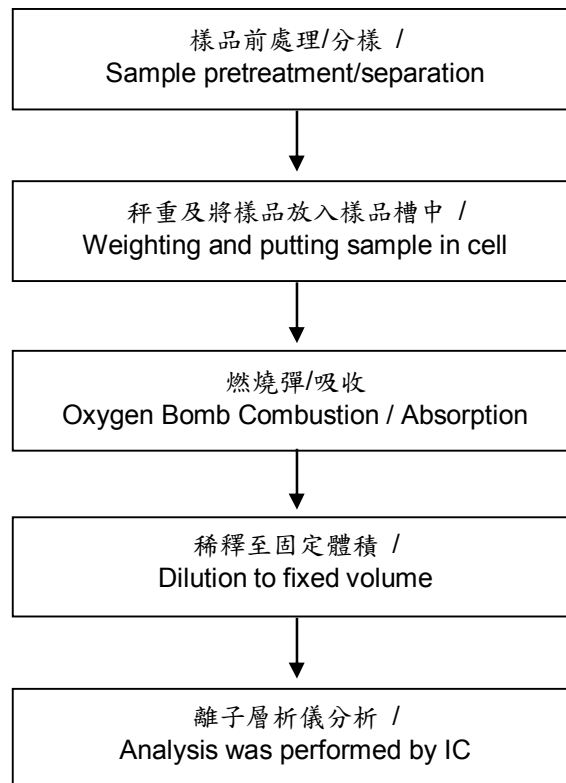 樣品前處理/分樣 /
Sample pretreatment/separation
秤重及將樣品放入樣品槽中 /
Weighting and putting sample in cell
燃燒彈/吸收
Oxygen Bomb Combustion / Absorption
稀釋至固定體積 /
Dilution to fixed volume
離子層析儀分析 /
Analysis was performed by IC